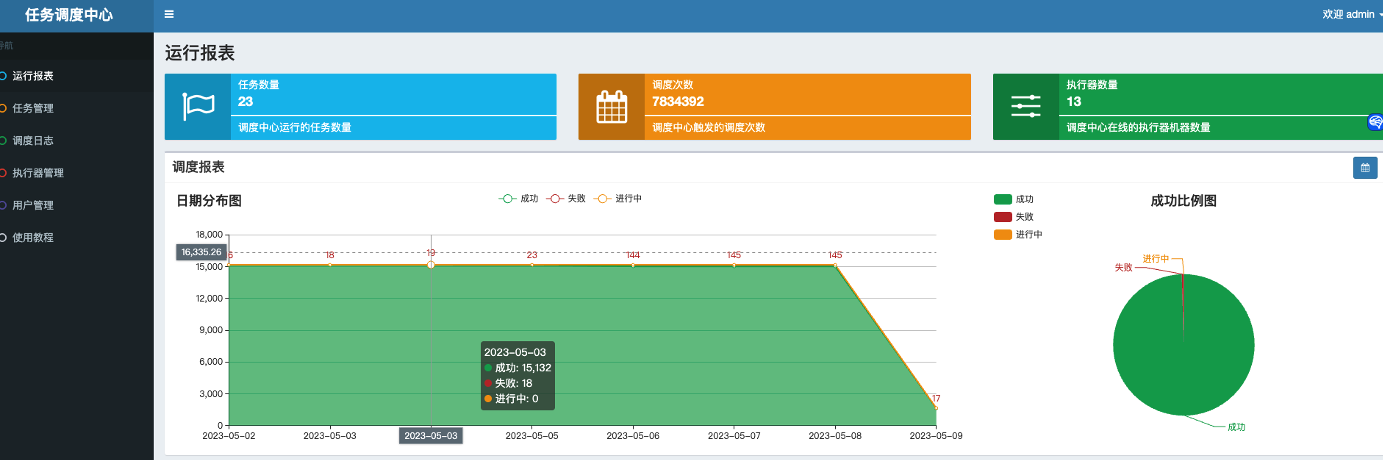 任务调度中心
欢迎 admin
导航
运行报表
任务管理
调度日志
执行器管理
用户管理
使用教程
运行报表
任务数量
23
调度中心运行的任务数量
调度次数
7834392
调度中心触发的调度次数
执行器数量
13
调度中心在线的执行器机器数量
调度报表
日期分布图
成功 失败 进行中
18,000
16,335.26
15,000
12,000
9,000
6,000
3,000
0
18 19 23 144 145 145 17
2023-05-03
成功: 15,132
失败: 18
进行中: 0
2023-05-02 2023-05-03 2023-05-03 2023-05-05 2023-05-06 2023-05-07 2023-05-08 2023-05-09
成功
失败
进行中
成功比例图
进行中
失败
成功